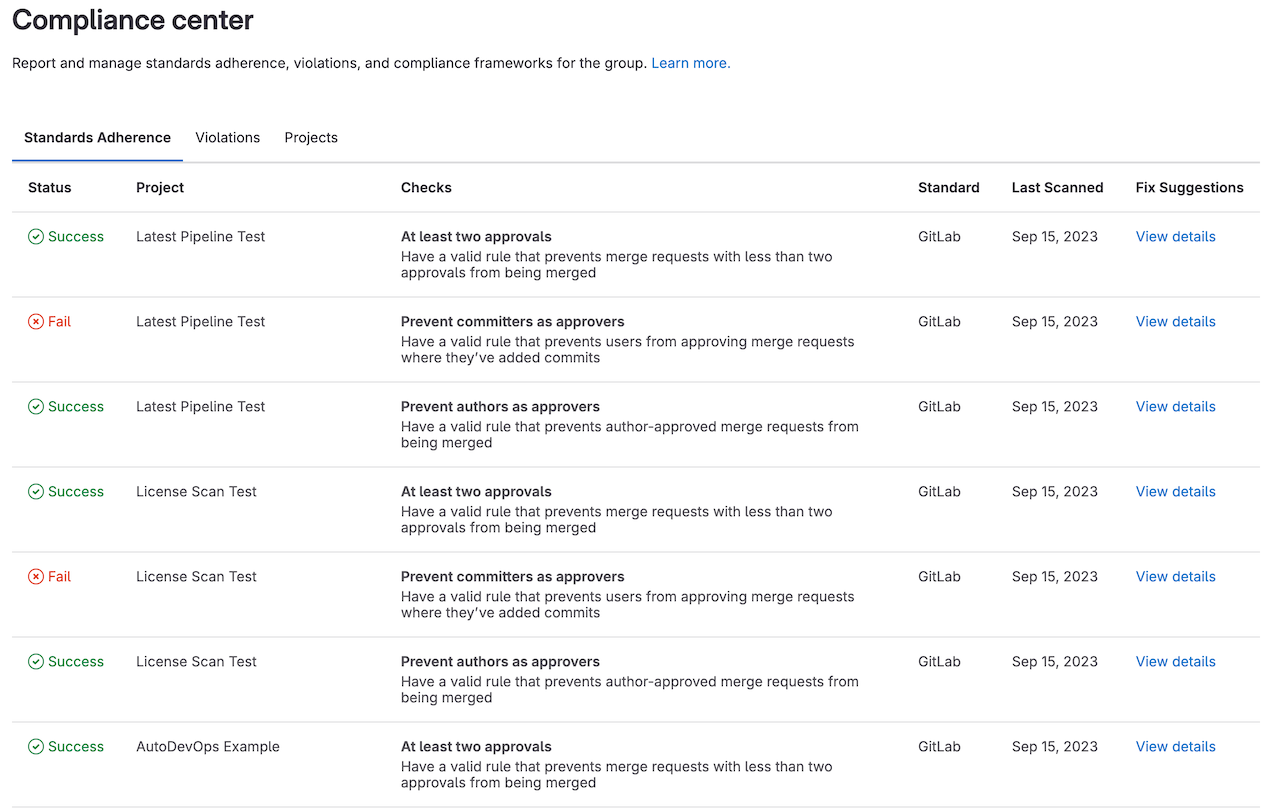 Compliance center
Report and manage standards adherence, violations, and compliance frameworks for the group. Learn more.
Standards Adherence Violations Projects
Status Project Checks Standard Last Scanned Fix Suggestions
Success Latest Pipeline Test At least two approvals GitLab Sep 15, 2023 View details
Have a valid rule that prevents merge requests with less than two
approvals from being merged
Fail Latest Pipeline Test Prevent committers as approvers GitLab Sep 15, 2023 View details
Have a valid rule that prevents users from approving merge requests
where they've added commits
Success Latest Pipeline Test Prevent authors as approvers GitLab Sep 15, 2023 View details
Have a valid rule that prevents author-approved merge requests from
being merged
Success License Scan Test At least two approvals GitLab Sep 15, 2023 View details
Have a valid rule that prevents merge requests with less than two
approvals from being merged
Fail License Scan Test Prevent committers as approvers GitLab Sep 15, 2023 View details
Have a valid rule that prevents users from approving merge requests
where they've added commits
Success License Scan Test Prevent authors as approvers GitLab Sep 15, 2023 View details
Have a valid rule that prevents author-approved merge requests from
being merged
Success AutoDevOps Example At least two approvals GitLab Sep 15, 2023 View details
Have a valid rule that prevents merge requests with less than two
approvals from being merged